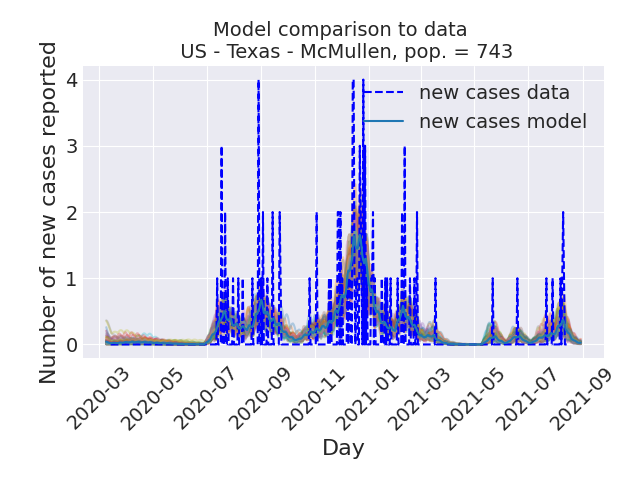 Model comparison to data
US - Texas - McMullen, pop. = 743
Number of new cases reported
4
3
2
1
0
new cases data
new cases model
2020-03
2020-05
2020-07
2020-09
2020-11
2021-01
2021-03
2021-05
2021-07
2021-09
Day